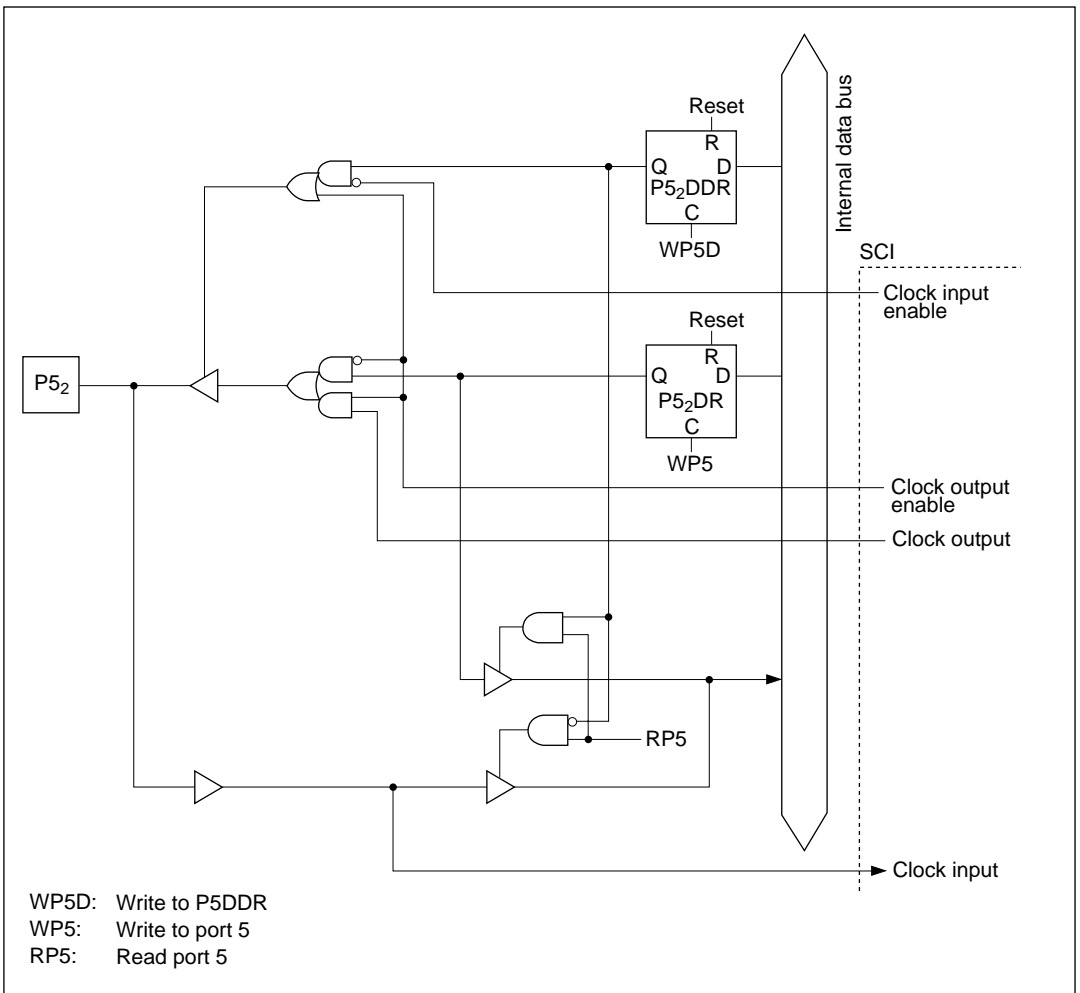 Reset
R
Q D
P5₂DDR
C
WP5D
Internal data bus
SCI
Clock input
enable
Reset
R
Q D
P5₂DR
C
WP5
P5₂
Clock output
enable
Clock output
RP5
Clock input
WP5D: Write to P5DDR
WP5: Write to port 5
RP5: Read port 5